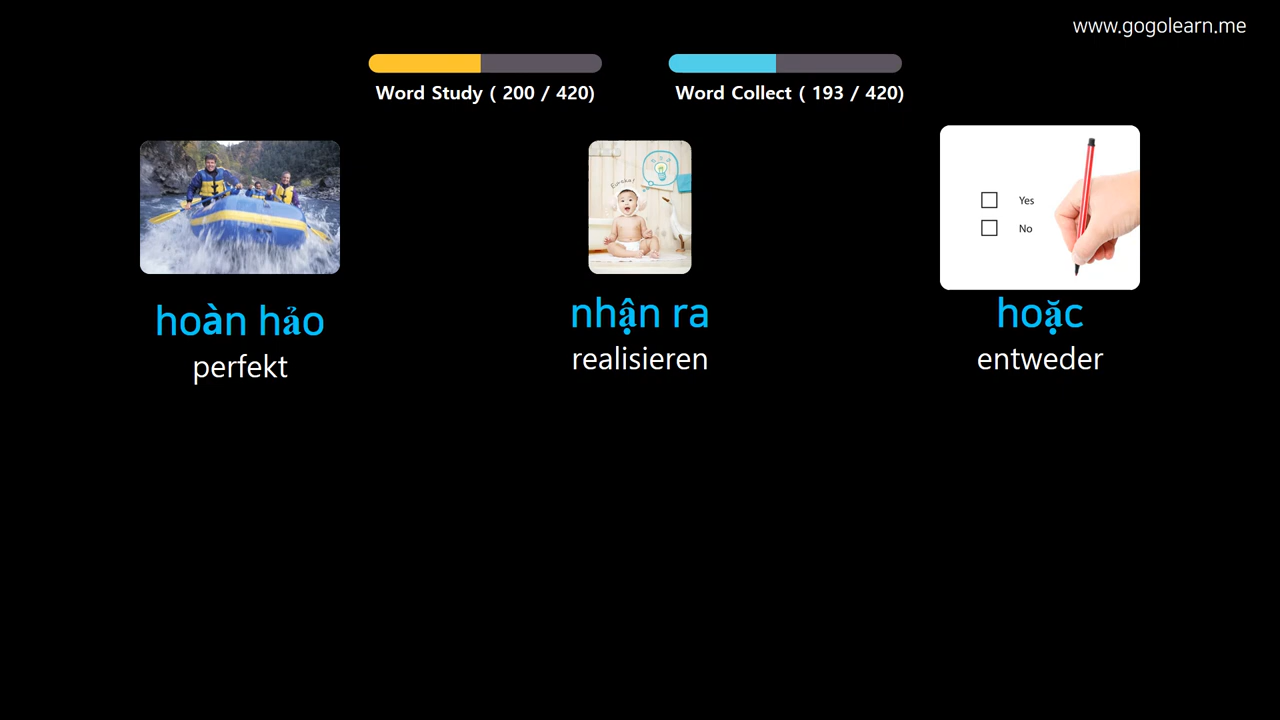 www.gogolearn.me
Word Study ( 200 / 420)
Word Collect ( 193 / 420)
Eureka!
Yes
No
hoàn hảo
nhận ra
hoặc
perfekt
realisieren
entweder